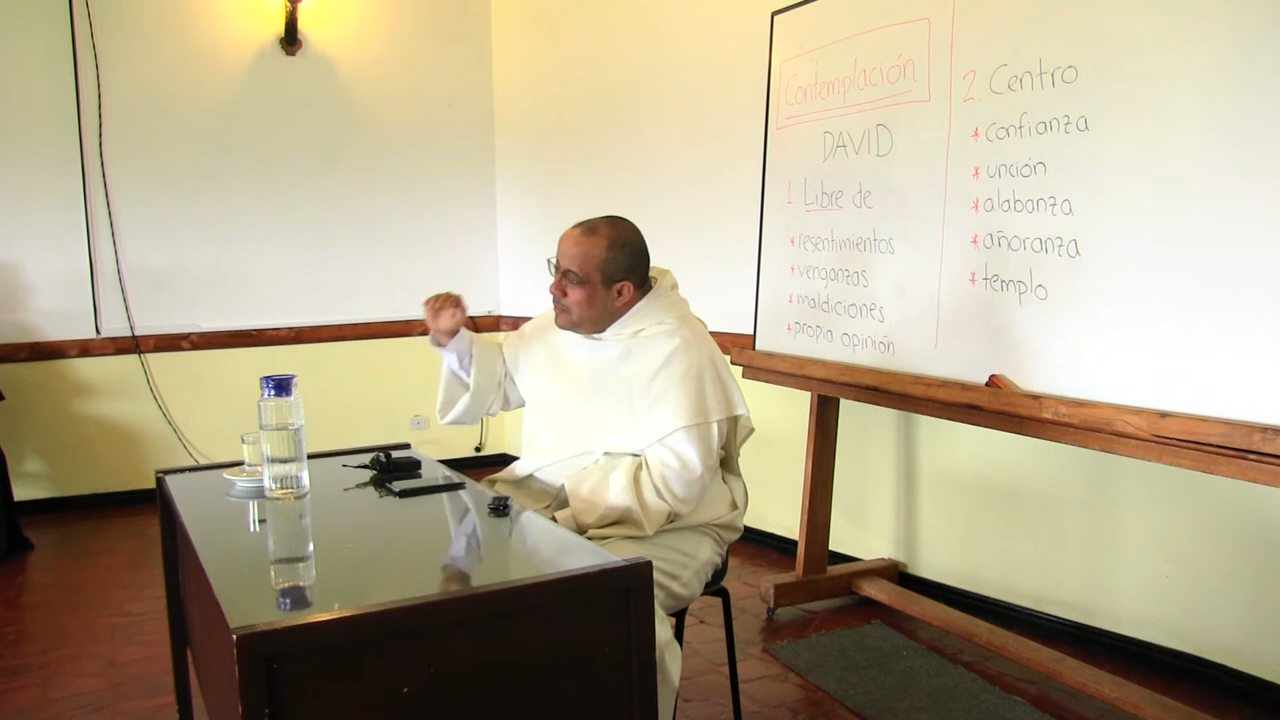 Contemplación
DAVID
1. Libre de
* resentimientos
* venganzas
* maldiciones
* propia opinión
2. Centro
* confianza
* unción
* alabanza
* añoranza
* templo